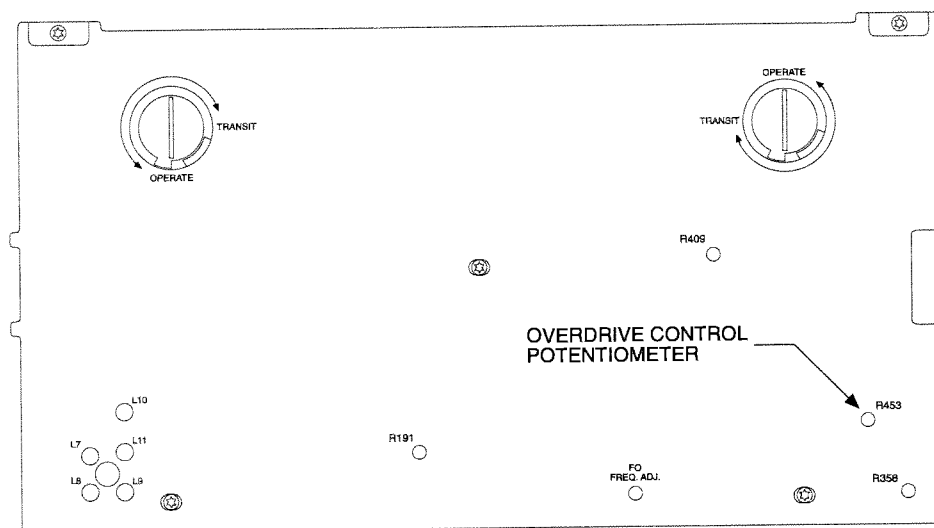 OPERATE
TRANSIT
TRANSIT
OPERATE
R409
OVERDRIVE CONTROL
POTENTIOMETER
L10
R453
L7
L11
R191
FO
FREQ. ADJ.
L8
L9
R358